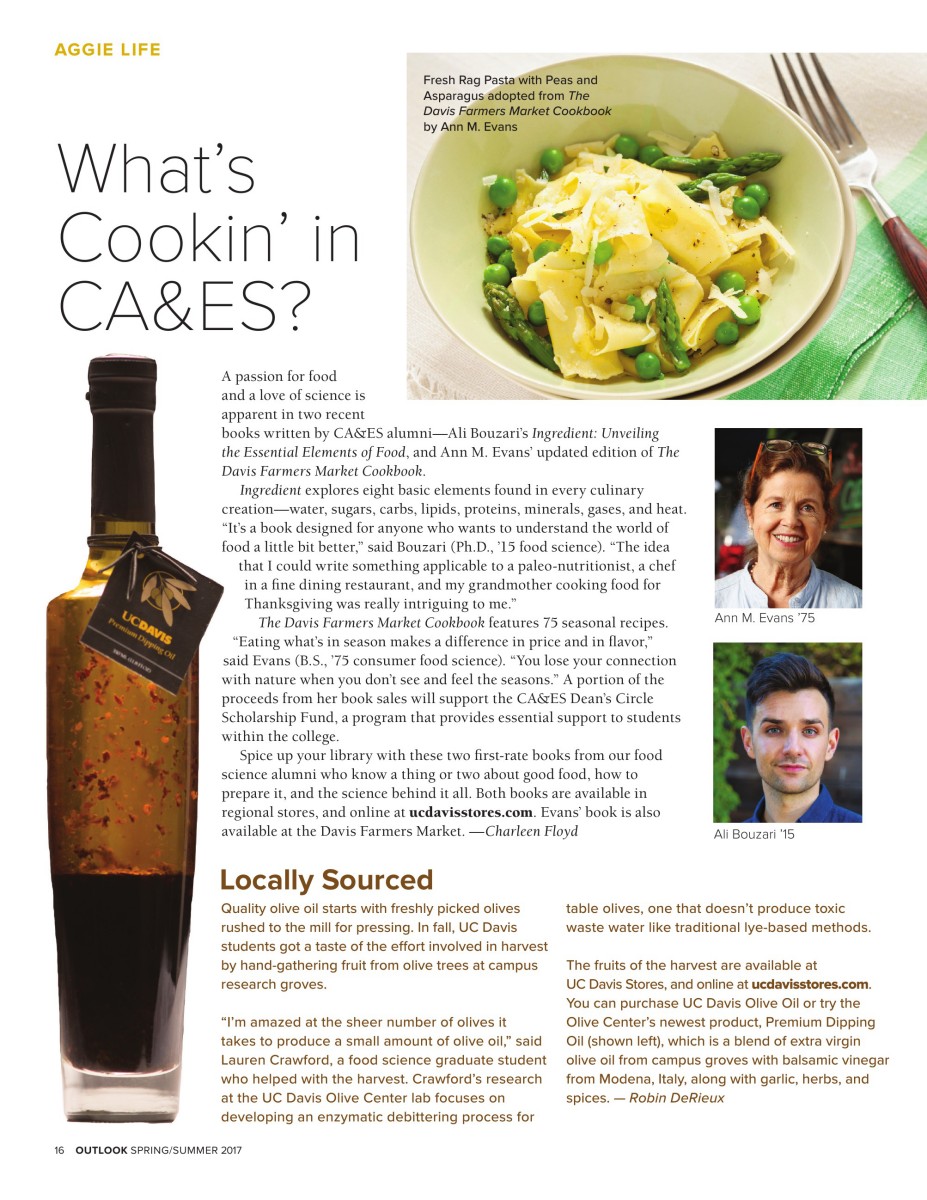 AGGIE LIFE
Fresh Rag Pasta with Peas and
Asparagus adopted from The
Davis Farmers Market Cookbook
by Ann M. Evans
What’s
Cookin’ in
CA&ES?
A passion for food
and a love of science is
apparent in two recent
books written by CA&ES alumni—Ali Bouzari’s Ingredient: Unveiling
the Essential Elements of Food, and Ann M. Evans’ updated edition of The
Davis Farmers Market Cookbook.
Ingredient explores eight basic elements found in every culinary
creation—water, sugars, carbs, lipids, proteins, minerals, gases, and heat.
“It’s a book designed for anyone who wants to understand the world of
food a little bit better,” said Bouzari (Ph.D., ’15 food science). “The idea
that I could write something applicable to a paleo-nutritionist, a chef
in a fine dining restaurant, and my grandmother cooking food for
Thanksgiving was really intriguing to me.”
The Davis Farmers Market Cookbook features 75 seasonal recipes.
“Eating what’s in season makes a difference in price and in flavor,”
said Evans (B.S., ’75 consumer food science). “You lose your connection
with nature when you don’t see and feel the seasons.” A portion of the
proceeds from her book sales will support the CA&ES Dean’s Circle
Scholarship Fund, a program that provides essential support to students
within the college.
Spice up your library with these two first-rate books from our food
science alumni who know a thing or two about good food, how to
prepare it, and the science behind it all. Both books are available in
regional stores, and online at ucdavisstores.com. Evans’ book is also
available at the Davis Farmers Market. —Charleen Floyd
Ann M. Evans ’75
Ali Bouzari ’15
UCDAVIS
Premium Dipping Oil
Locally Sourced
Quality olive oil starts with freshly picked olives
rushed to the mill for pressing. In fall, UC Davis
students got a taste of the effort involved in harvest
by hand-gathering fruit from olive trees at campus
research groves.
“I’m amazed at the sheer number of olives it
takes to produce a small amount of olive oil,” said
Lauren Crawford, a food science graduate student
who helped with the harvest. Crawford’s research
at the UC Davis Olive Center lab focuses on
developing an enzymatic debittering process for
table olives, one that doesn’t produce toxic
waste water like traditional lye-based methods.
The fruits of the harvest are available at
UC Davis Stores, and online at ucdavisstores.com.
You can purchase UC Davis Olive Oil or try the
Olive Center’s newest product, Premium Dipping
Oil (shown left), which is a blend of extra virgin
olive oil from campus groves with balsamic vinegar
from Modena, Italy, along with garlic, herbs, and
spices. — Robin DeRieux
16 OUTLOOK SPRING/SUMMER 2017